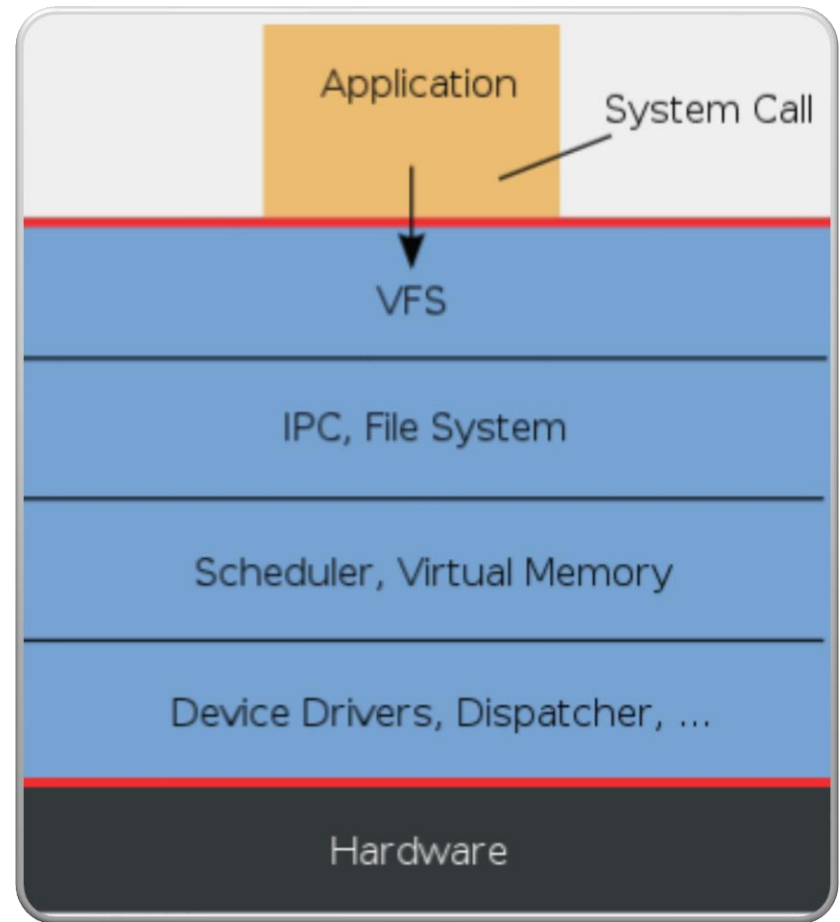 Application
System Call
VFS
IPC, File System
Scheduler, Virtual Memory
Device Drivers, Dispatcher, ...
Hardware